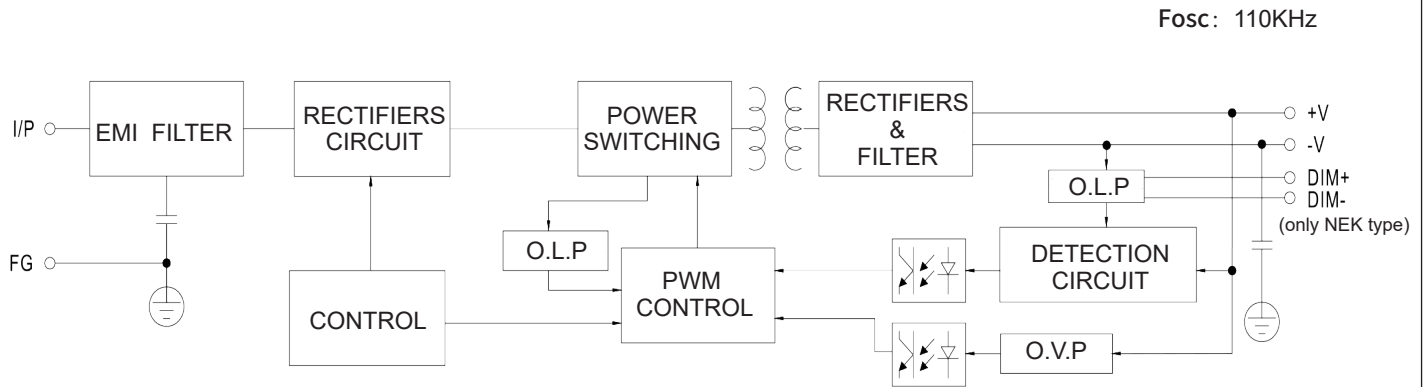 Fosc: 110KHz
I/P
EMI FILTER
RECTIFIERS
CIRCUIT
POWER
SWITCHING
RECTIFIERS
&
FILTER
+V
-V
DIM+
DIM-
(only NEK type)
O.L.P
FG
O.L.P
DETECTION
CIRCUIT
PWM
CONTROL
CONTROL
O.V.P